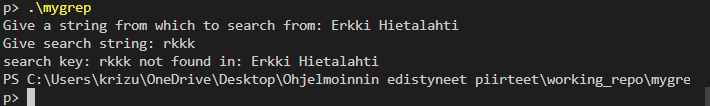 p> .\mygrep
Give a string from which to search from: Erkki Hietalahti
Give search string: rkkk
search key: rkkk not found in: Erkki Hietalahti
PS C:\Users\krizu\OneDrive\Desktop\Ohjelmoinnin edistyneet piirteet\working_repo\mygre
p>